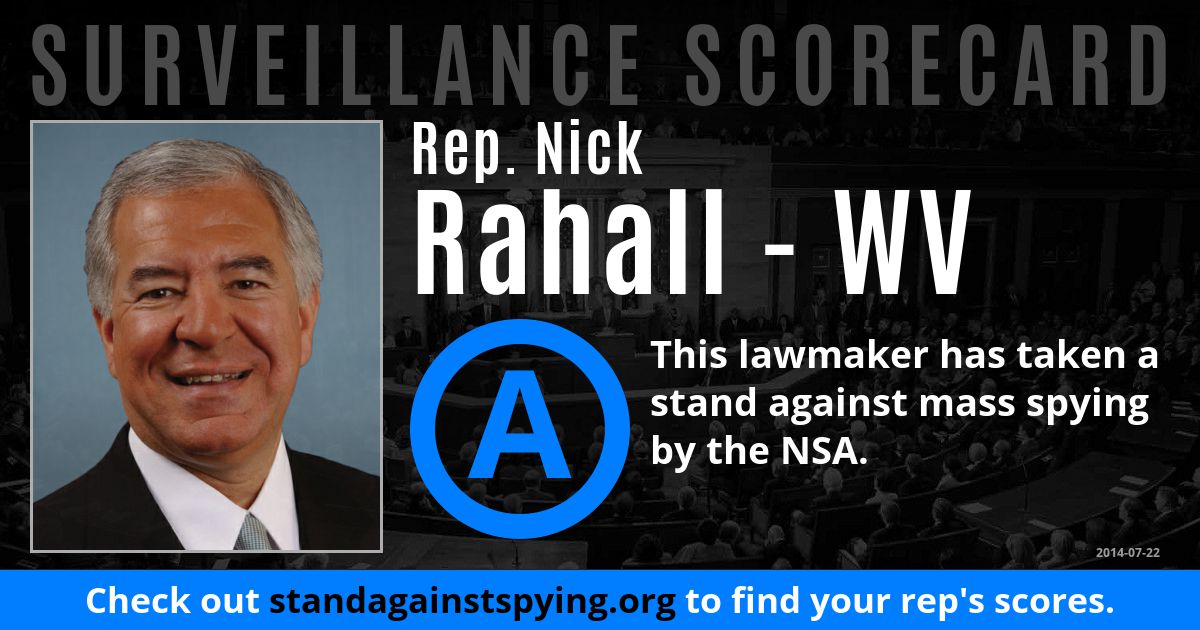 SURVEILLANCE SCORECARD
Rep. Nick
Rahall - WV
A
This lawmaker has taken a
stand against mass spying
by the NSA.
2014-07-22
Check out standagainstspying.org to find your rep's scores.